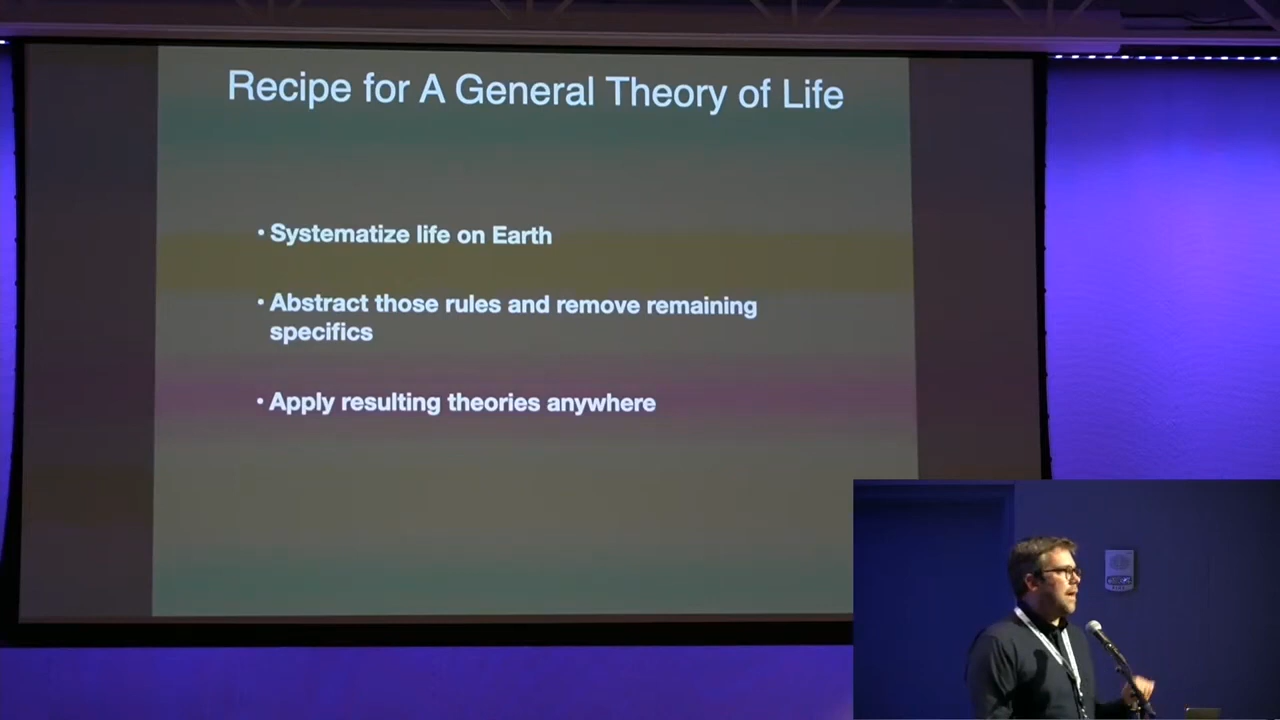 Recipe for A General Theory of Life
• Systematize life on Earth
• Abstract those rules and remove remaining
specifics
• Apply resulting theories anywhere